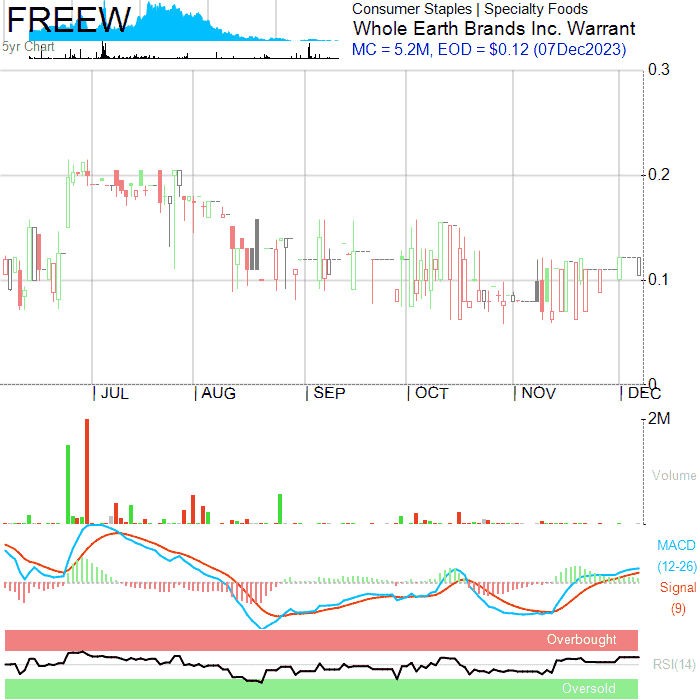 FREEW
5yr Chart
Consumer Staples | Specialty Foods
Whole Earth Brands Inc. Warrant
MC = 5.2M, EOD = $0.12 (07Dec2023)
0.3
0.2
0.1
0
JUL AUG SEP OCT NOV DEC
2M
Volume
MACD
(12-26)
Signal
(9)
Overbought
RSI(14)
Oversold